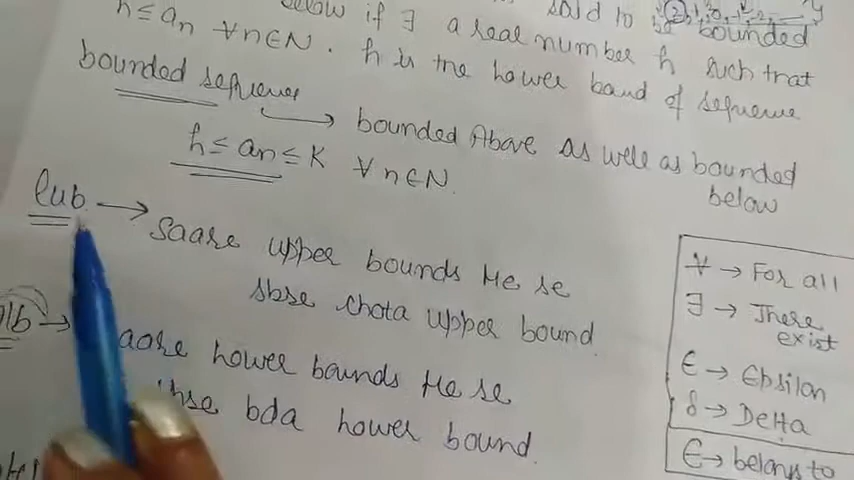 said to be bounded
below if ∃ a real number h such that
h ≤ an ∀n∈N. h is the lower band of sequence
bounded sequence
→ bounded Above as well as bounded
below
h ≤ an ≤ K ∀n∈N.
lub → saare upper bounds Me se
sbse chota upper bound.
glb → saare lower bounds Me se
sbse bda lower bound.
∀ → For all
∃ → There
exist
Є → Epsilon
δ → Delta
∈ → belongs to